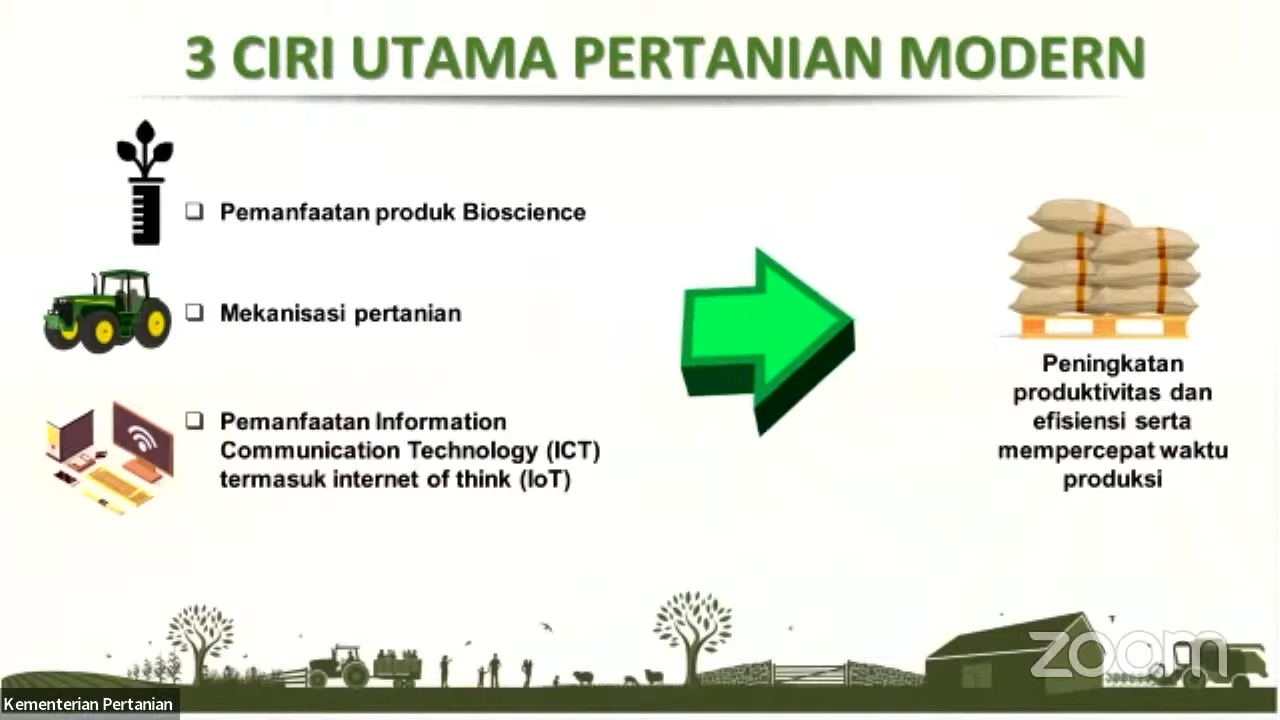 3 CIRI UTAMA PERTANIAN MODERN
Pemanfaatan produk Bioscience
Mekanisasi pertanian
Pemanfaatan Information
Communication Technology (ICT)
termasuk internet of think (IoT)
Peningkatan
produktivitas dan
efisiensi serta
mempercepat waktu
produksi
zoom
Kementerian Pertanian